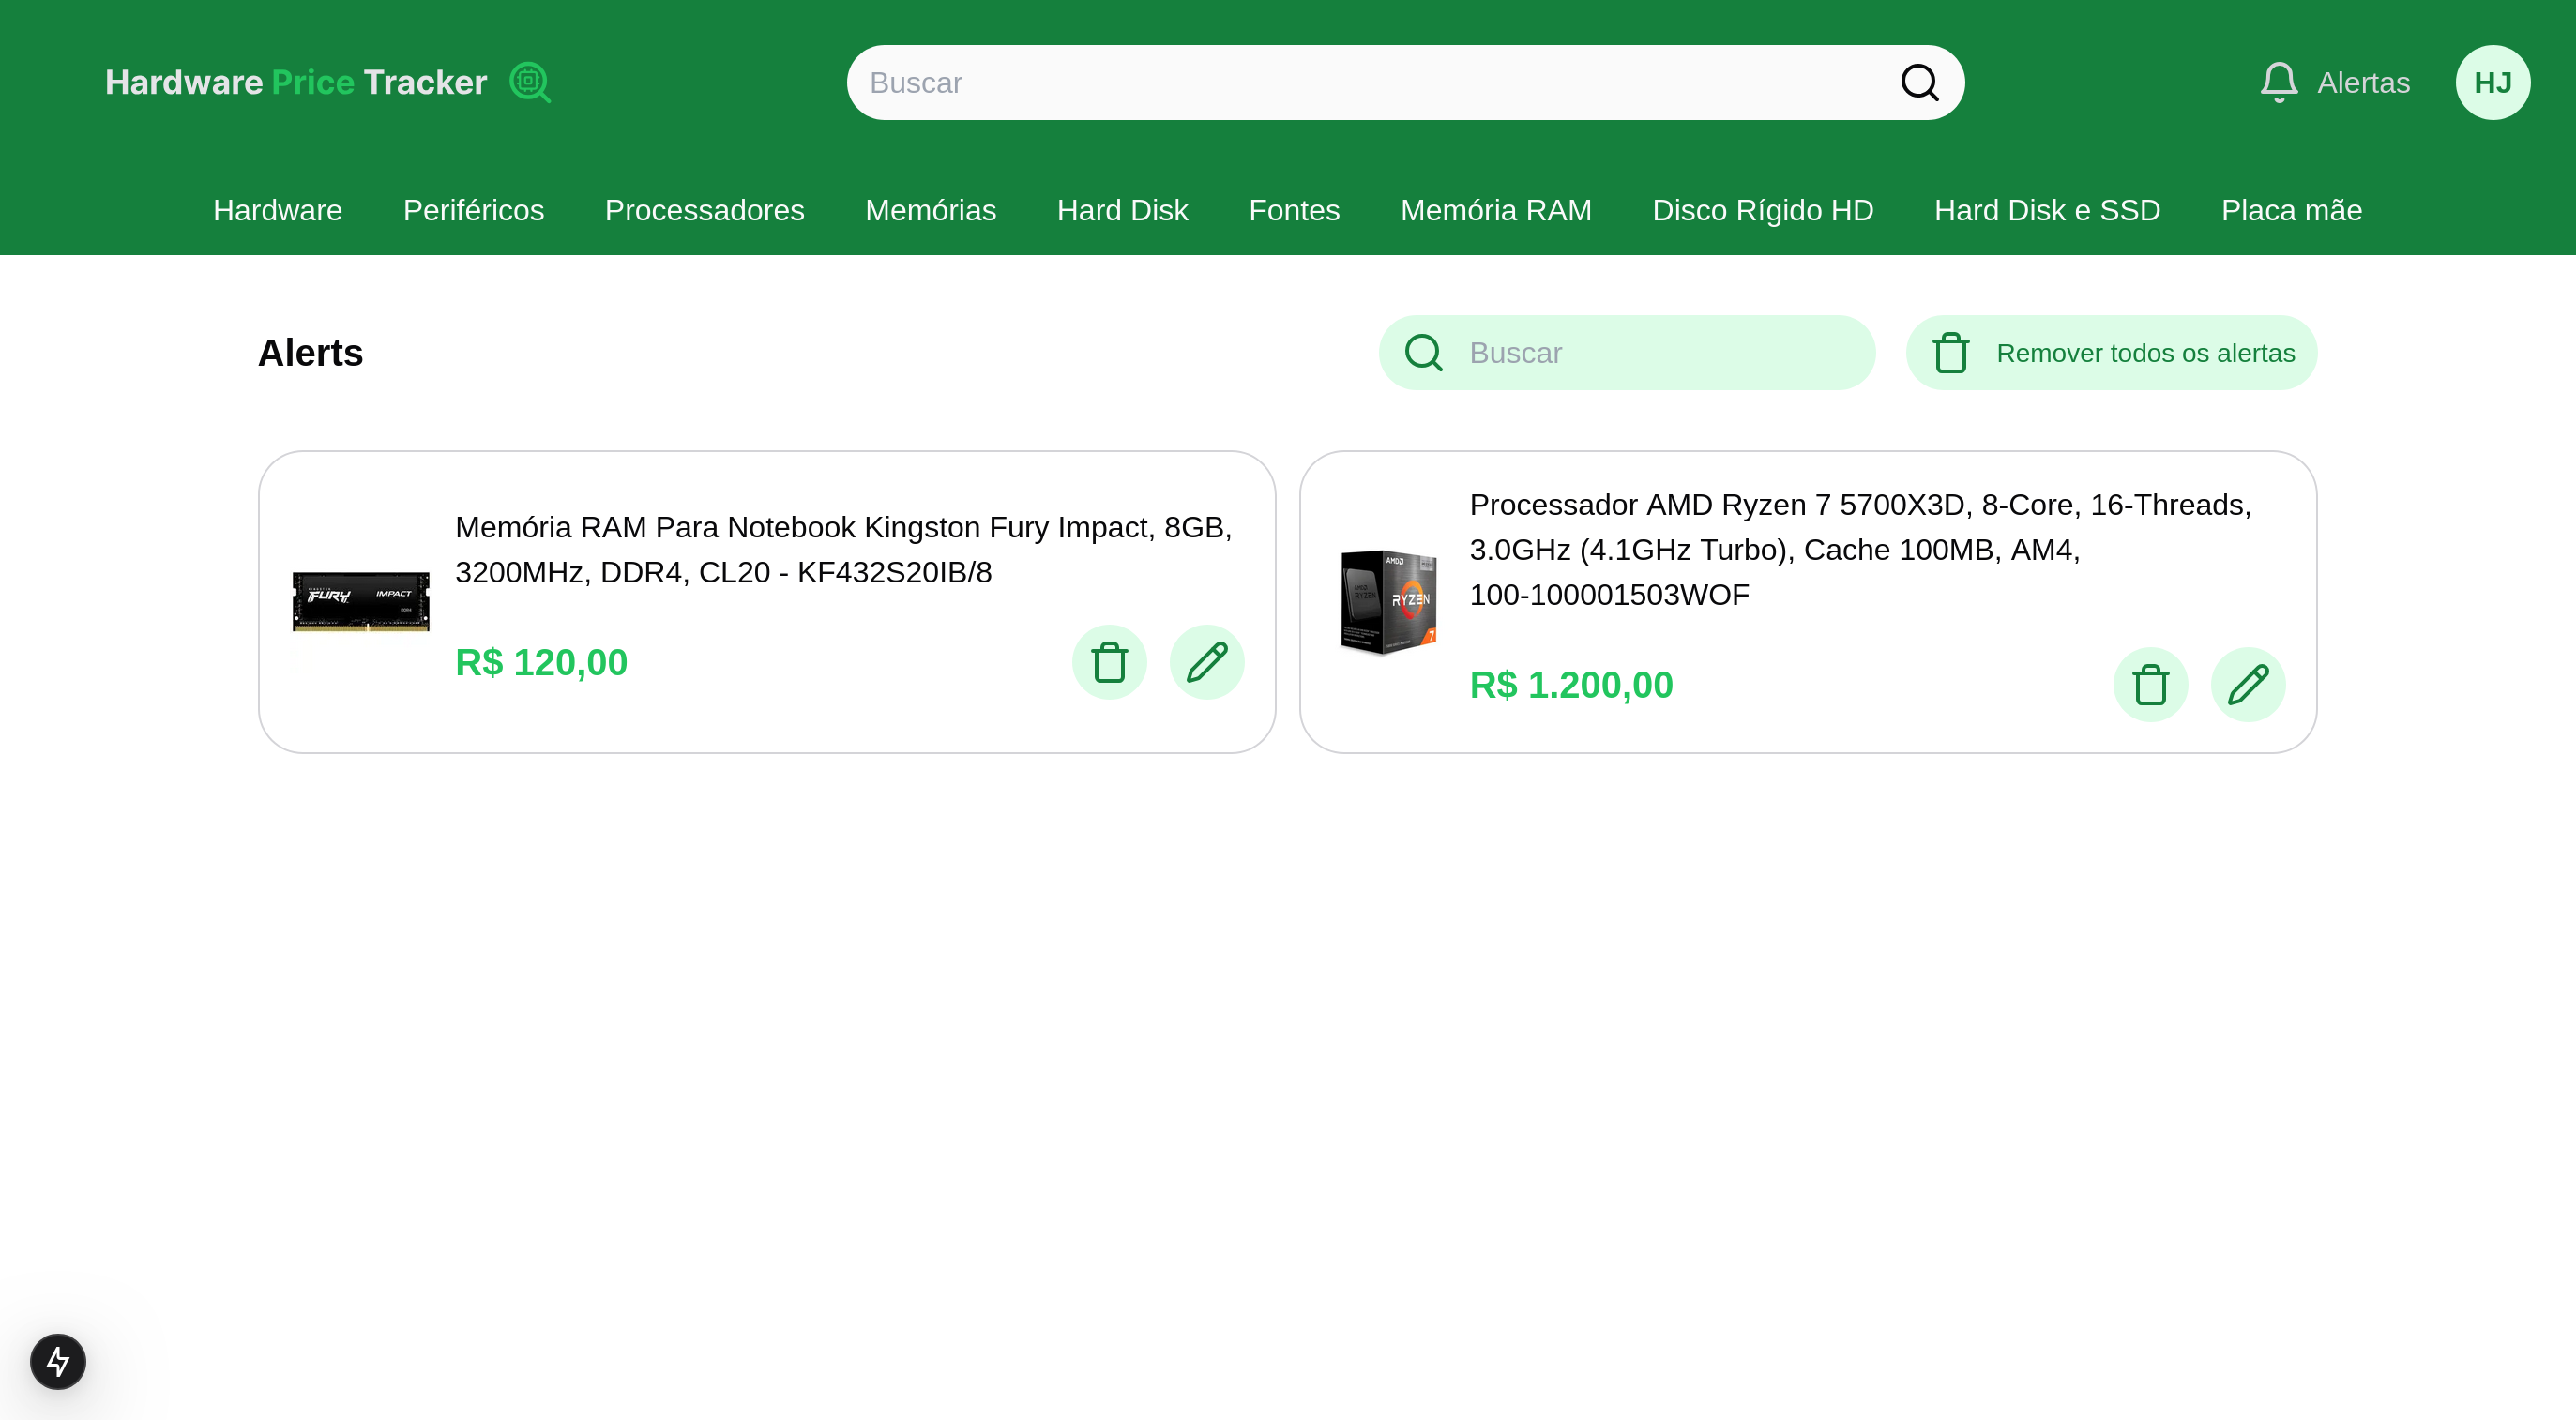 Hardware Price Tracker
Buscar
Alertas
HJ
Hardware
Periféricos
Processadores
Memórias
Hard Disk
Fontes
Memória RAM
Disco Rígido HD
Hard Disk e SSD
Placa mãe
Alerts
Buscar
Remover todos os alertas
FURY IMPACT
Memória RAM Para Notebook Kingston Fury Impact, 8GB,
3200MHz, DDR4, CL20 - KF432S20IB/8
R$ 120,00
AMD
RYZEN
7
Processador AMD Ryzen 7 5700X3D, 8-Core, 16-Threads,
3.0GHz (4.1GHz Turbo), Cache 100MB, AM4,
100-100001503WOF
R$ 1.200,00